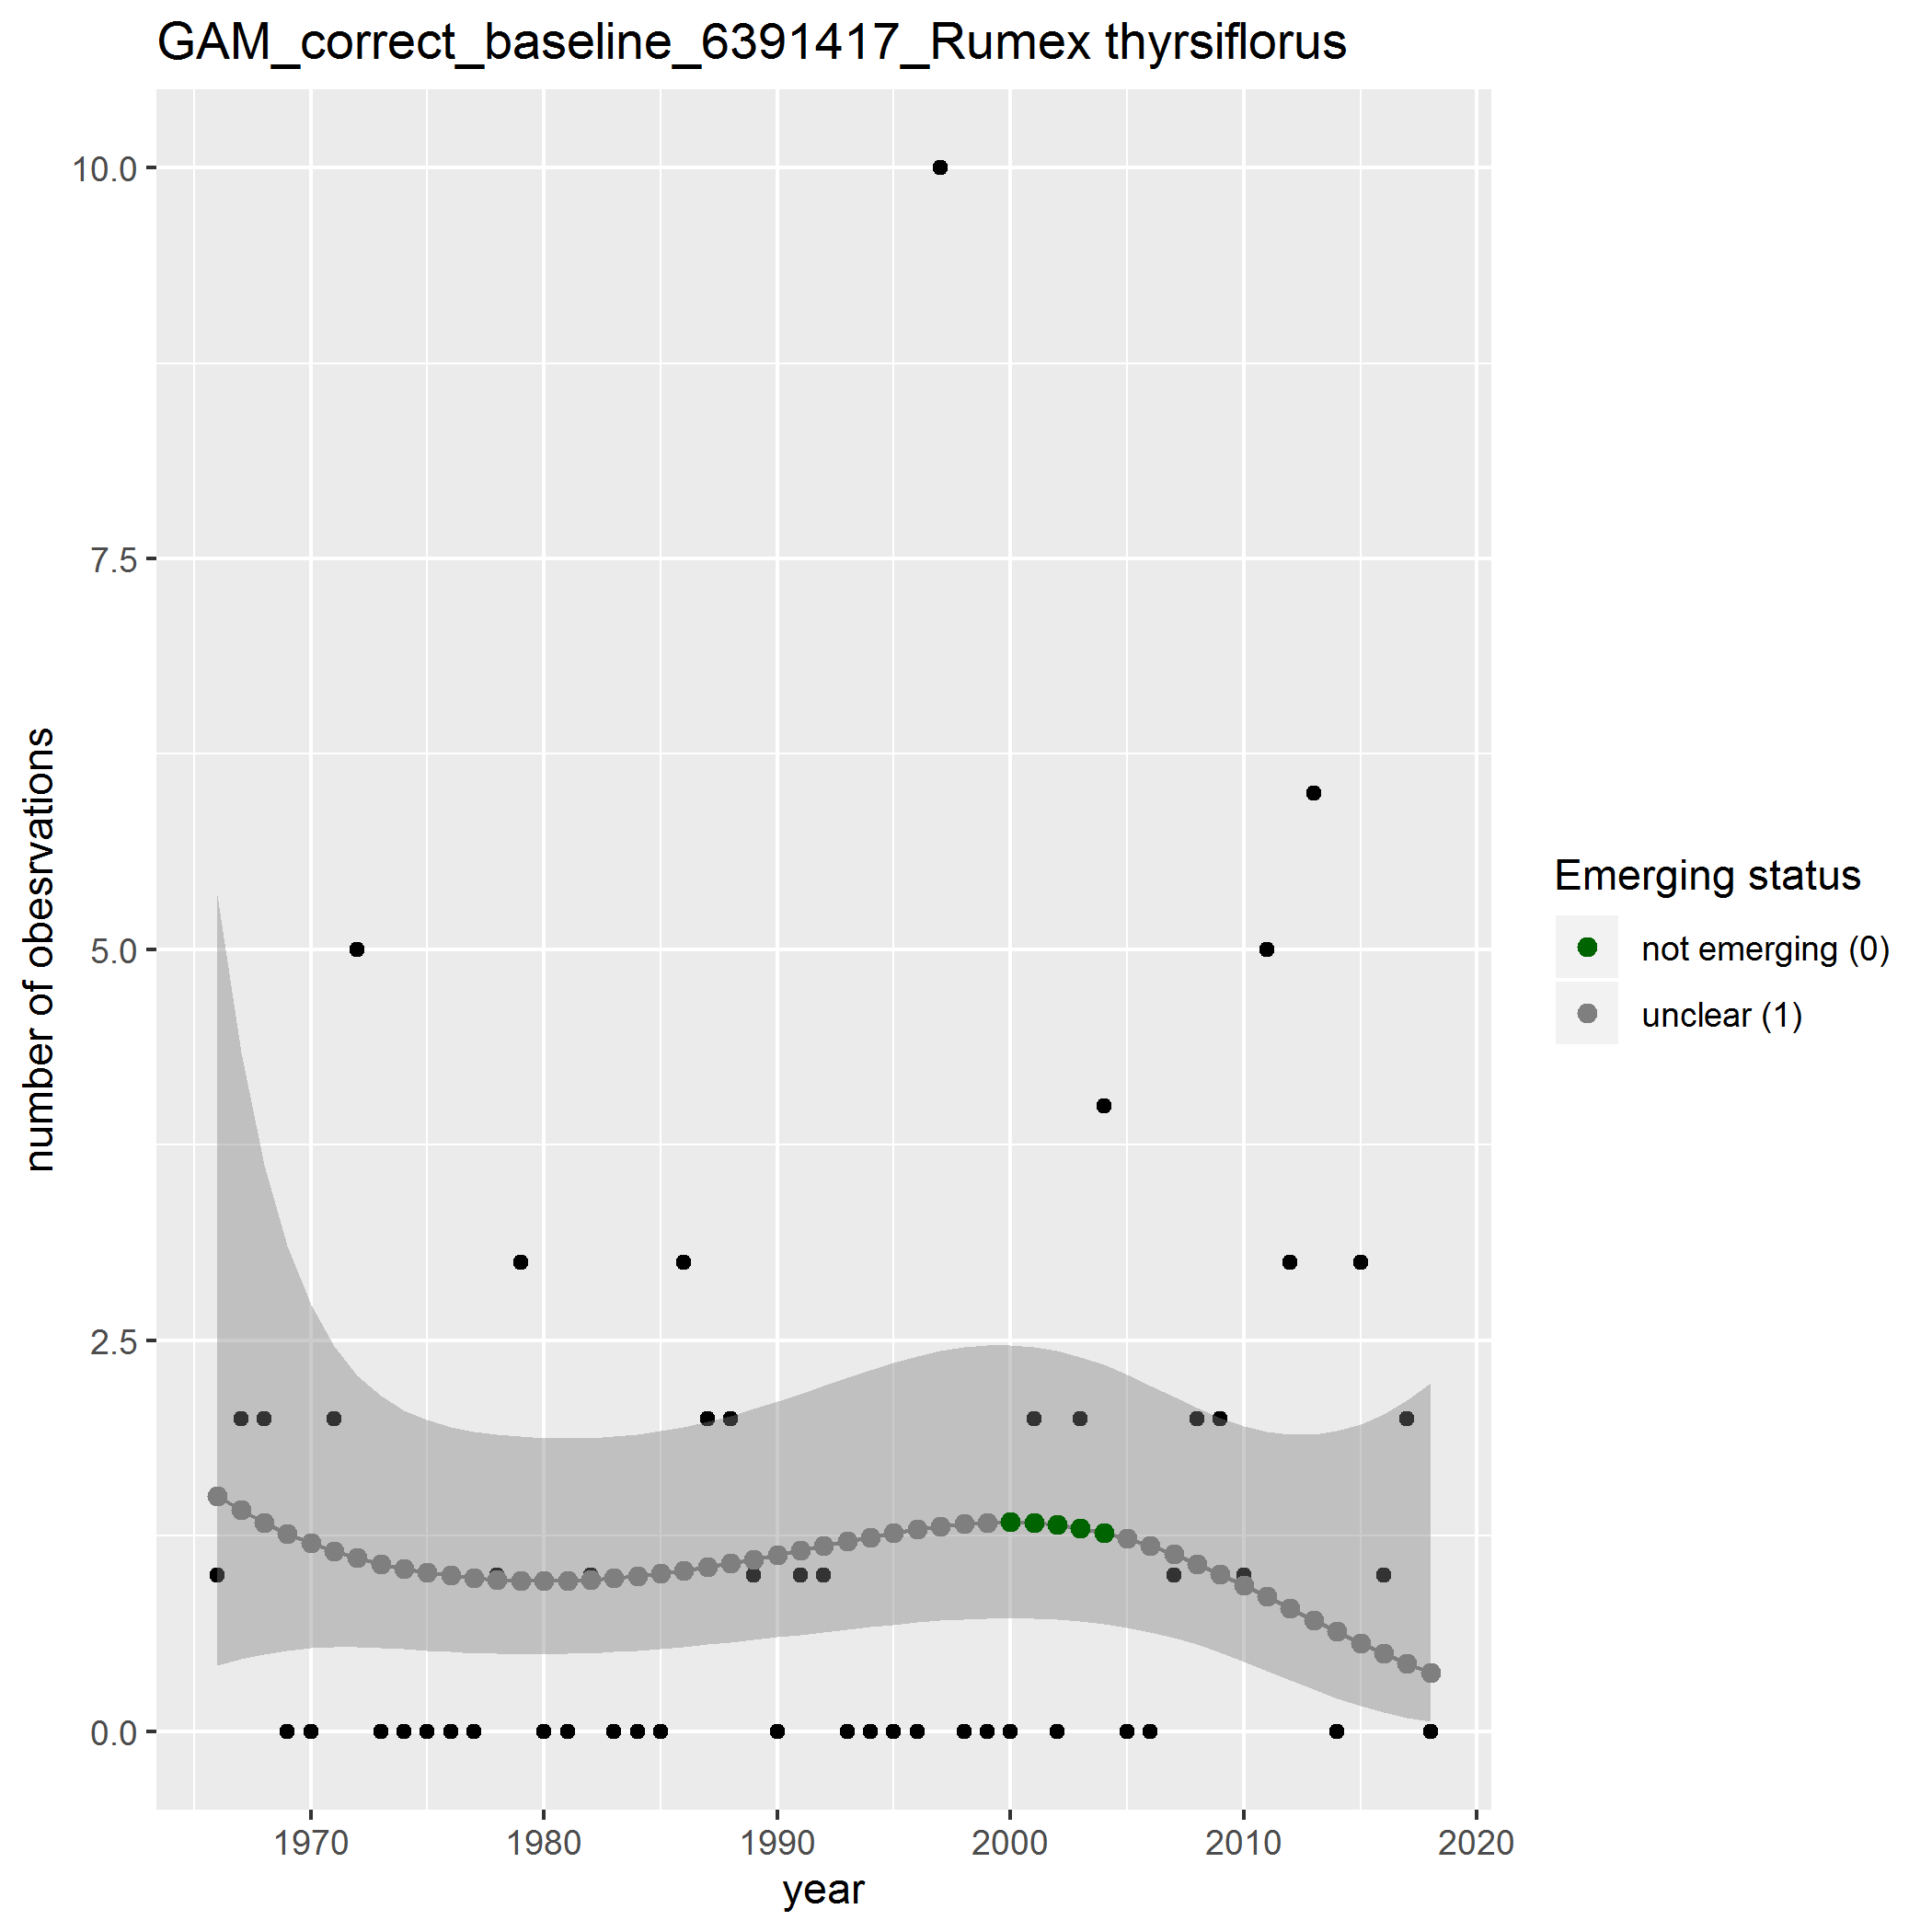 GAM_correct_baseline_6391417_Rumex thyrsiflorus
10.0
7.5
5.0
2.5
0.0
number of obesrvations
1970 1980 1990 2000 2010 2020
year
Emerging status
not emerging (0)
unclear (1)